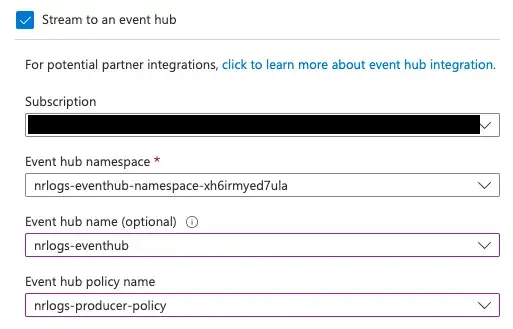 Stream to an event hub
For potential partner integrations, click to learn more about event hub integration.
Subscription
Event hub namespace *
nrlogs-eventhub-namespace-xh6irmyed7ula
Event hub name (optional)
nrlogs-eventhub
Event hub policy name
nrlogs-producer-policy